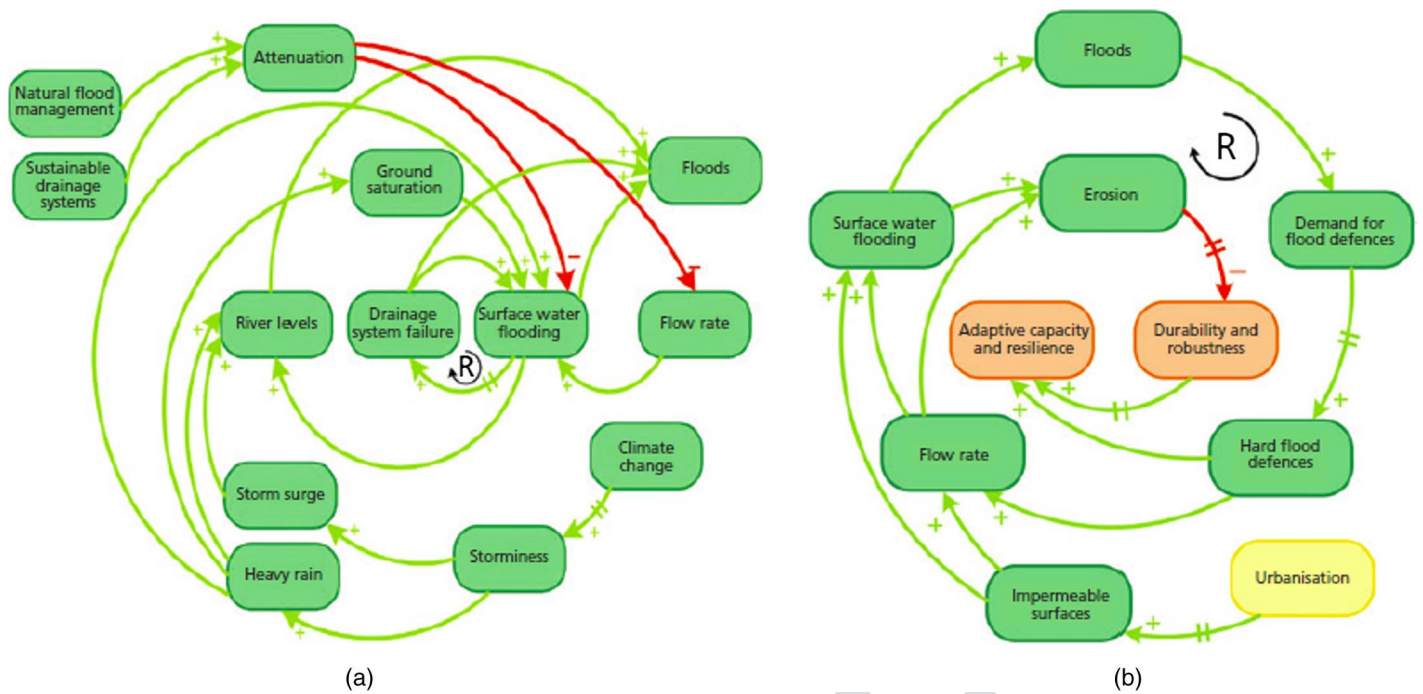 Attenuation
Natural flood
management
Sustainable
drainage
systems
Ground
saturation
Floods
River levels
Drainage
system failure
Surface water
flooding
Flow rate
R
Climate
change
Storm surge
Storminess
Heavy rain
(a)
Floods
R
Erosion
Surface water
flooding
Demand for
flood defences
Adaptive capacity
and resilience
Durability and
robustness
Flow rate
Hard flood
defences
Impermeable
surfaces
Urbanisation
(b)